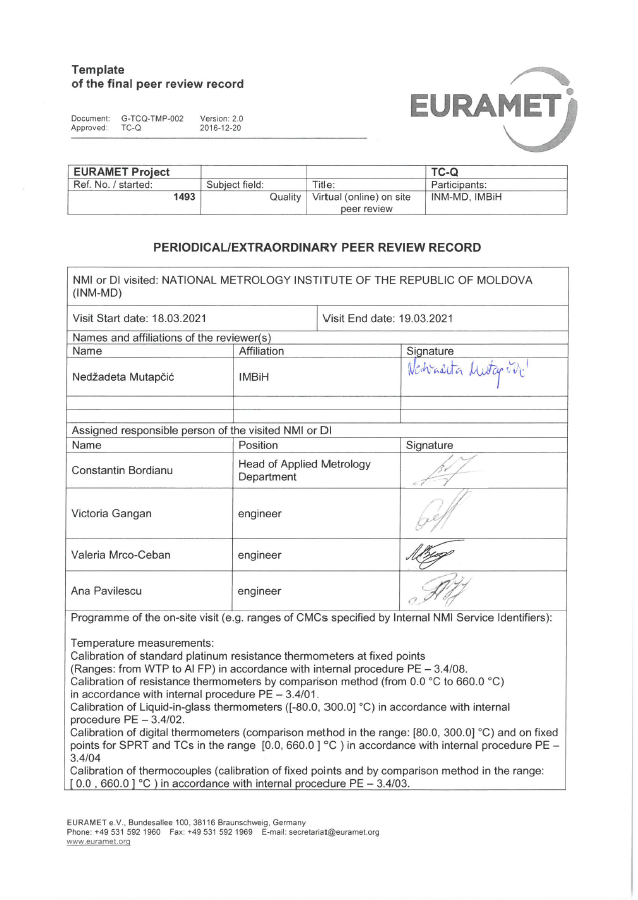 Template
of the final peer review record
EURAMET
Document: G-TCQ-TMP-002 Version: 2.0
Approved: TC-Q 2016-12-20
EURAMET Project TC-Q
Ref. No. / started: Subject field: Title: Participants:
1493 Quality Virtual (online) on site INM-MD, IMBiH
peer review
PERIODICAL/EXTRAORDINARY PEER REVIEW RECORD
NMI or DI visited: NATIONAL METROLOGY INSTITUTE OF THE REPUBLIC OF MOLDOVA
(INM-MD)
Visit Start date: 18.03.2021 Visit End date: 19.03.2021
Names and affiliations of the reviewer(s)
Name Affiliation Signature
Nedžadeta Mutapčić IMBiH
Assigned responsible person of the visited NMI or DI
Name Position Signature
Constantin Bordianu Head of Applied Metrology
Department
Victoria Gangan engineer
Valeria Mrco-Ceban engineer
Ana Pavilescu engineer
Programme of the on-site visit (e.g. ranges of CMCs specified by Internal NMI Service Identifiers):
Temperature measurements:
Calibration of standard platinum resistance thermometers at fixed points
(Ranges: from WTP to Al FP) in accordance with internal procedure PE – 3.4/08.
Calibration of resistance thermometers by comparison method (from 0.0 °C to 660.0 °C)
in accordance with internal procedure PE – 3.4/01.
Calibration of Liquid-in-glass thermometers ([-80.0, 300.0] °C) in accordance with internal
procedure PE – 3.4/02.
Calibration of digital thermometers (comparison method in the range: [80.0, 300.0] °C) and on fixed
points for SPRT and TCs in the range [0.0, 660.0 ] °C ) in accordance with internal procedure PE –
3.4/04
Calibration of thermocouples (calibration of fixed points and by comparison method in the range:
[ 0.0 , 660.0 ] °C ) in accordance with internal procedure PE – 3.4/03.
EURAMET e.V., Bundesallee 100, 38116 Braunschweig, Germany
Phone: +49 531 592 1960 Fax: +49 531 592 1969 E-mail: secretariat@euramet.org
www.euramet.org